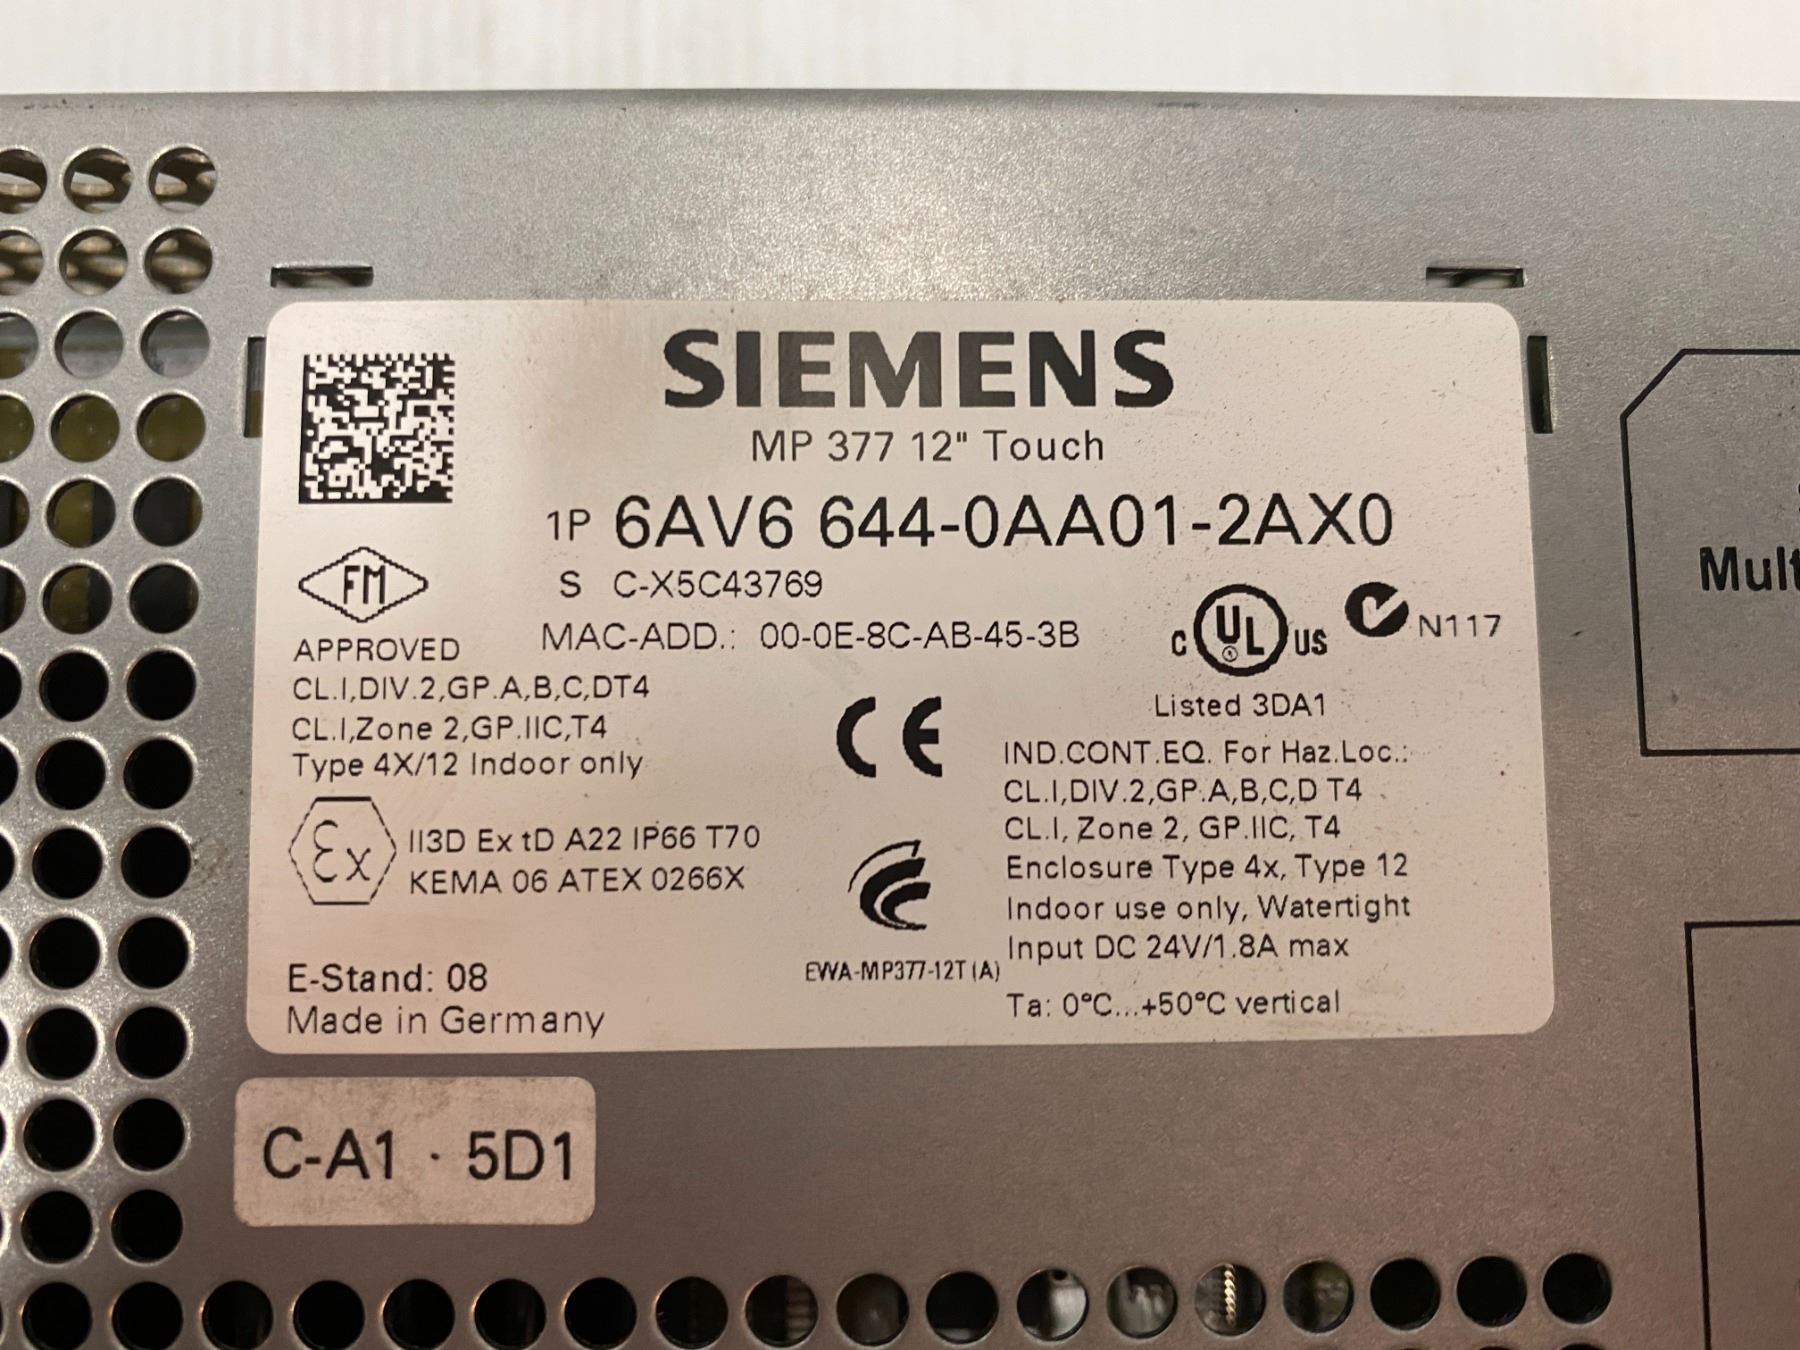 SIEMENS
MP 377 12" Touch
1P 6AV6 644-0AA01-2AX0
S C-X5C43769
MAC-ADD.: 00-0E-8C-AB-45-3B
FM
APPROVED
CL.I,DIV.2,GP.A,B,C,DT4
CL.I,Zone 2,GP.IIC,T4
Type 4X/12 Indoor only
C UL US
N117
Listed 3DA1
CE
IND.CONT.EQ. For Haz.Loc.:
CL.I,DIV.2,GP.A,B,C,D T4
CL.I, Zone 2, GP.IIC, T4
Enclosure Type 4x, Type 12
Indoor use only, Watertight
Input DC 24V/1.8A max
Ta: 0°C...+50°C vertical
Ex
II3D Ex tD A22 IP66 T70
KEMA 06 ATEX 0266X
EWA-MP377-12T(A)
E-Stand: 08
Made in Germany
C-A1 · 5D1